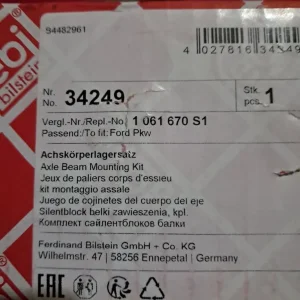 94482961
febi
bilstein
4 027816 34249
Nr.
No. 34249
Stk.
pcs. 1
Vergl.-Nr./Repl.-No. 1 061 670 S1
Passend/To fit: Ford Pkw
Achskörperlagersatz
Axle Beam Mounting Kit
Jeux de paliers corps d'essieu
kit montaggio assale
Juego de cojinetes del cuerpo del eje
Silentblock belki zawieszenia, kpl.
Комплект сайлентблоков балки
Ferdinand Bilstein GmbH + Co. KG
Wilhelmstr. 47 | 58256 Ennepetal | Germany
EAC